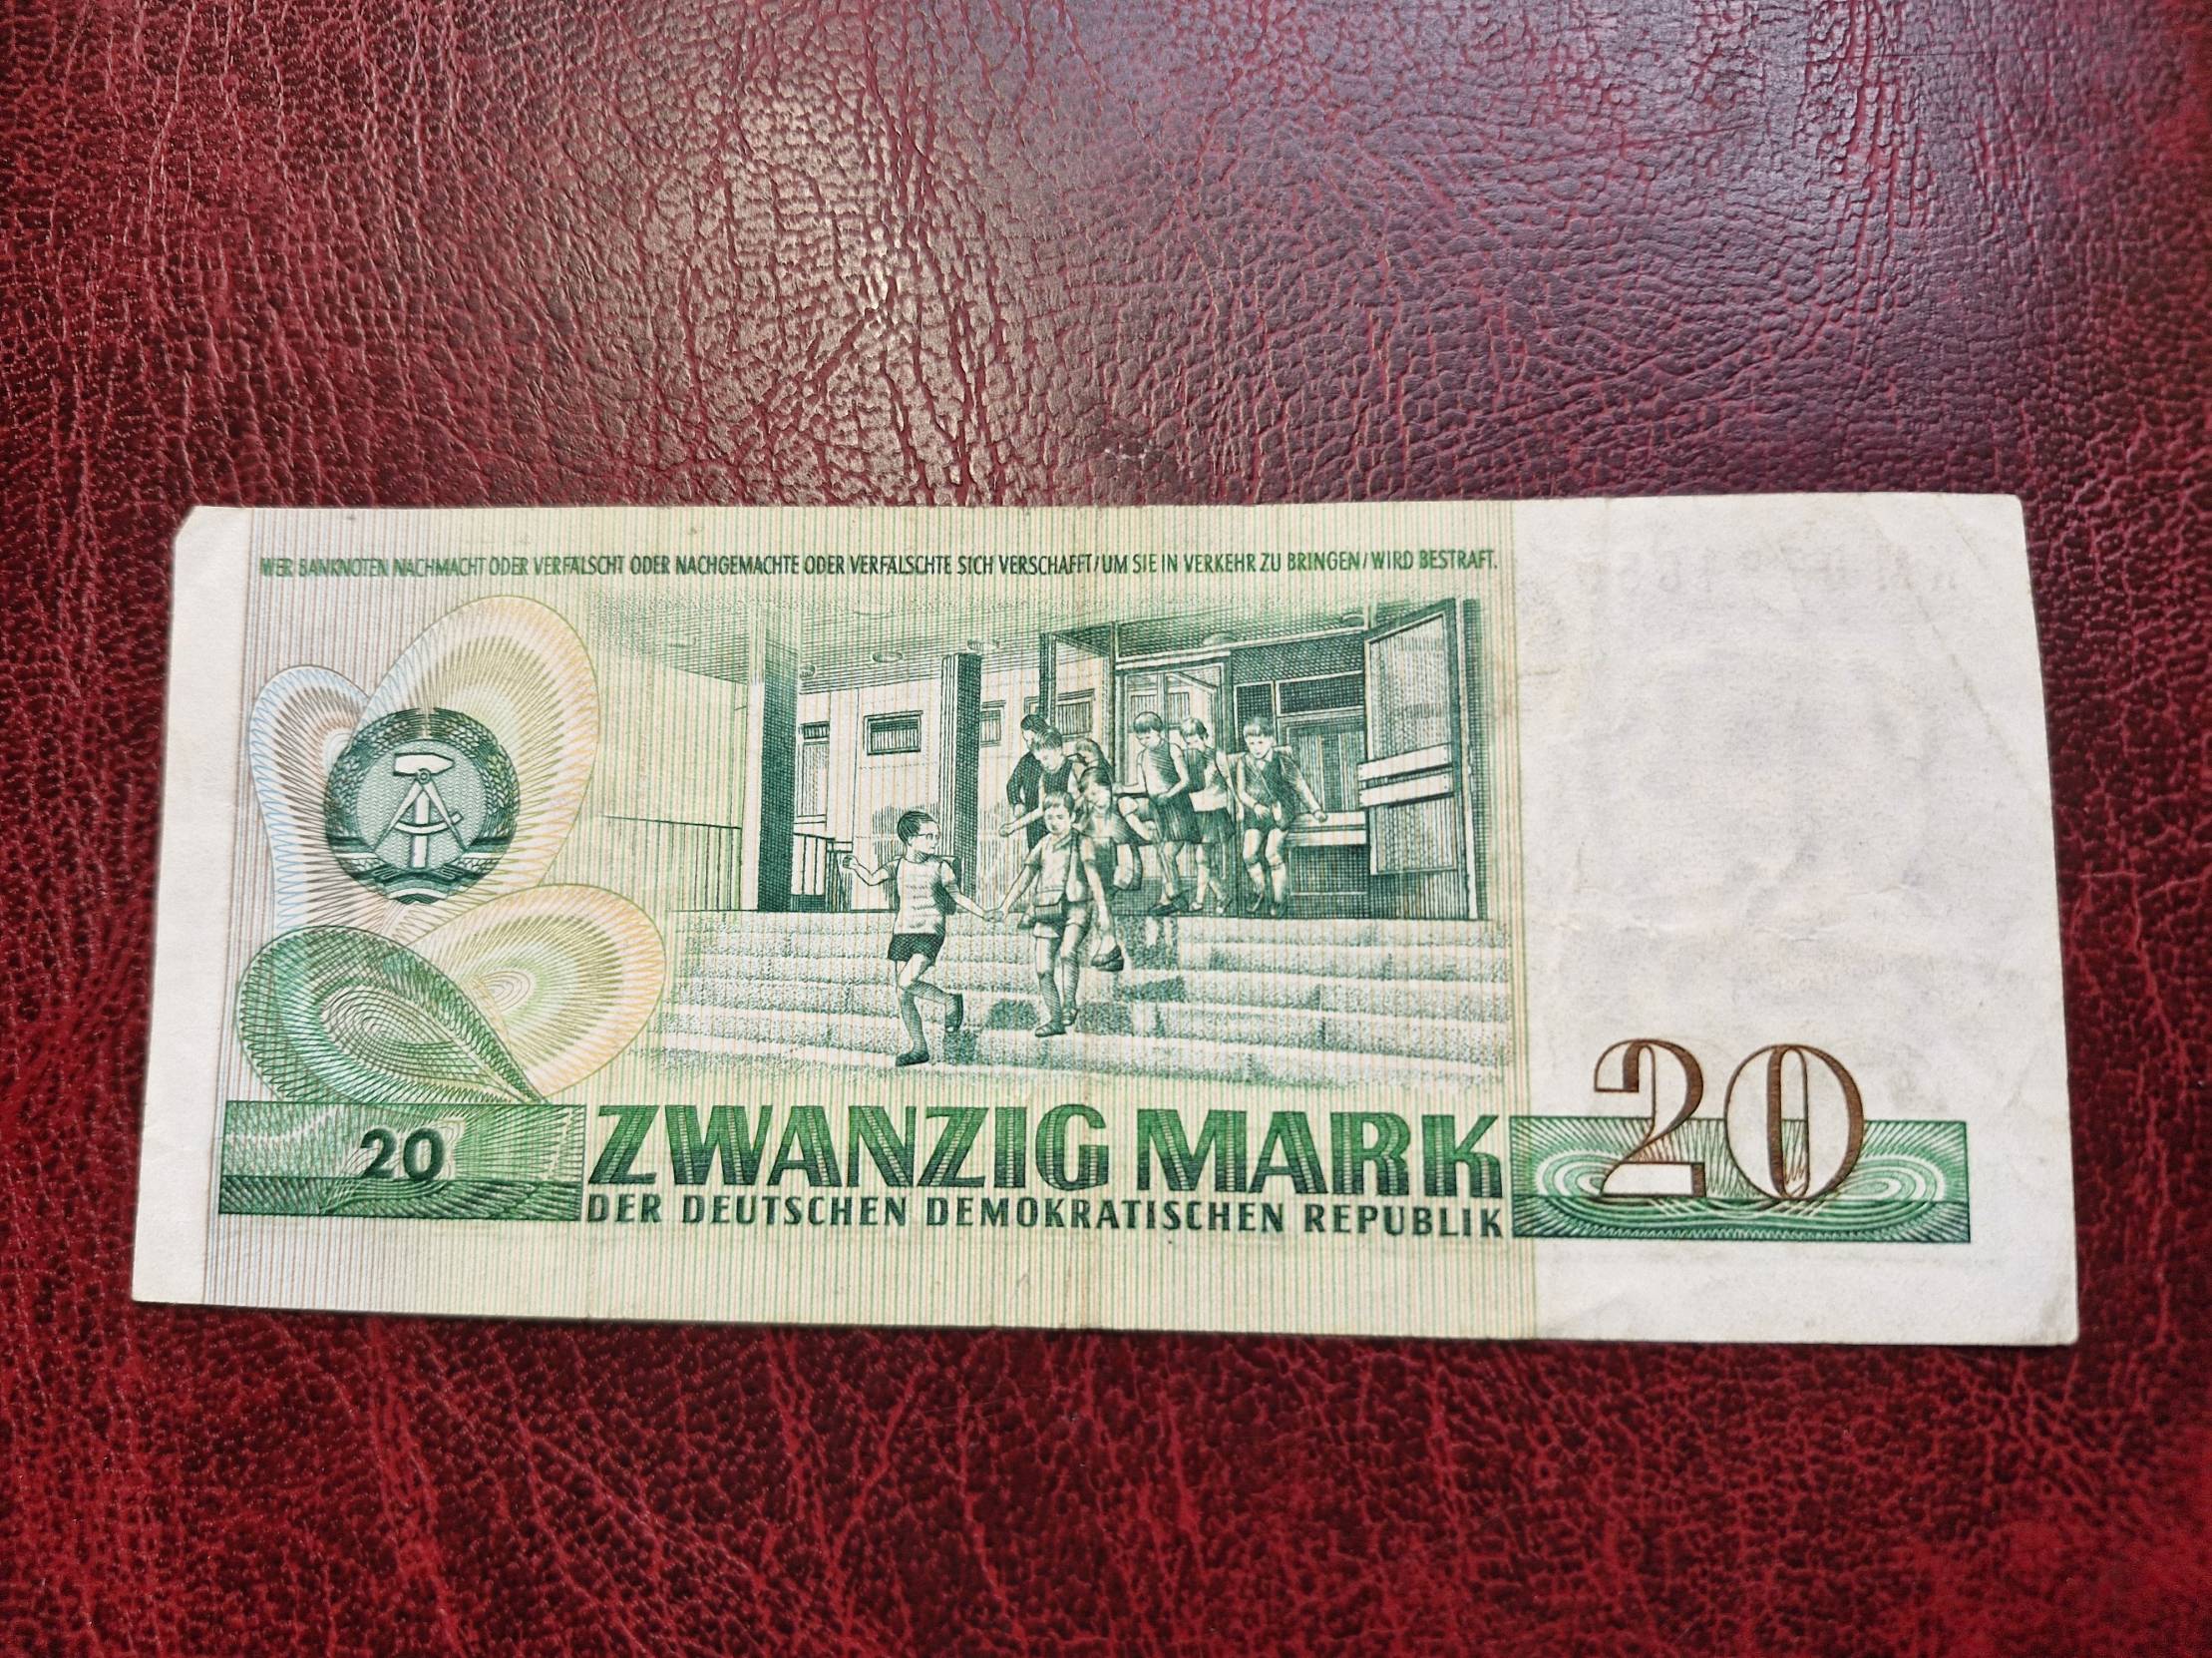 WER BANKNOTEN NACHMACHT ODER VERFÄLSCHT ODER NACHGEMACHTE ODER VERFÄLSCHTE SICH VERSCHAFFT/UM SIE IN VERKEHR ZU BRINGEN/WIRD BESTRAFT.
20 ZWANZIG MARK 20
DER DEUTSCHEN DEMOKRATISCHEN REPUBLIK